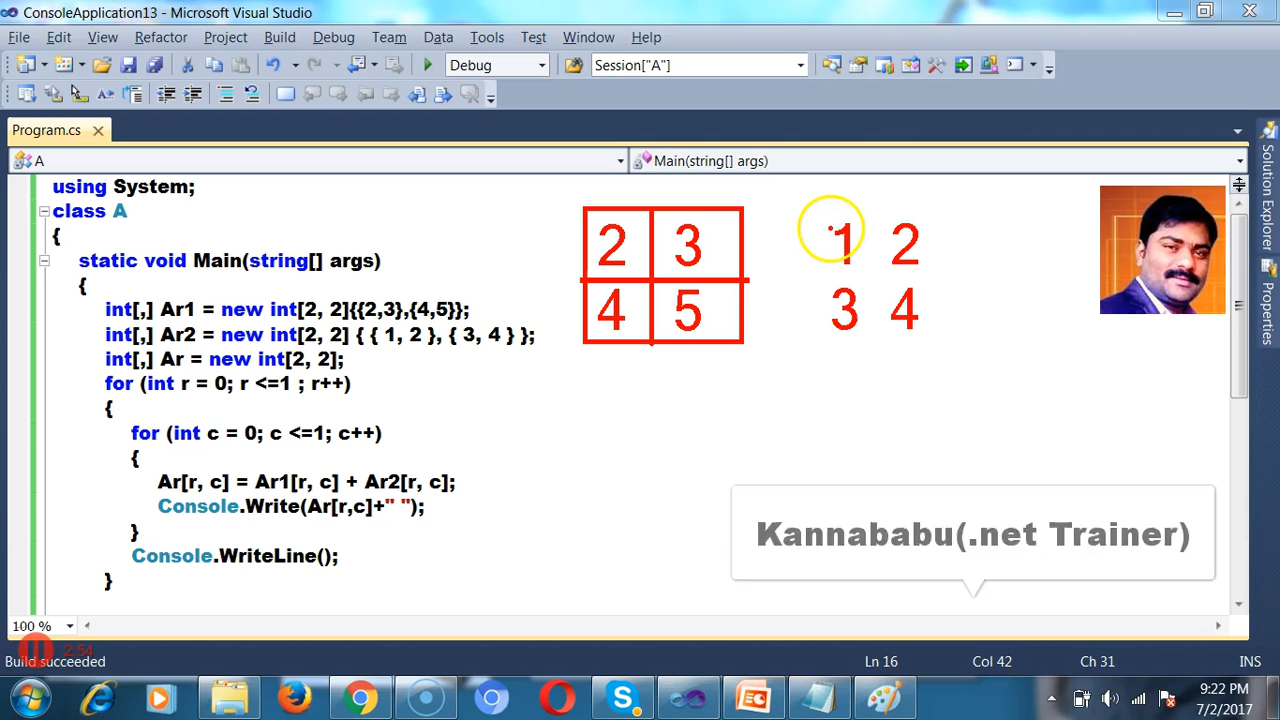 ConsoleApplication13 - Microsoft Visual Studio
File Edit View Refactor Project Build Debug Team Data Tools Test Window Help
Debug Session["A"]
Program.cs
A Main(string[] args)
using System;
class A
{
static void Main(string[] args)
{
int[,] Ar1 = new int[2, 2]{{2,3},{4,5}};
int[,] Ar2 = new int[2, 2] { { 1, 2 }, { 3, 4 } };
int[,] Ar = new int[2, 2];
for (int r = 0; r <=1 ; r++)
{
for (int c = 0; c <=1; c++)
{
Ar[r, c] = Ar1[r, c] + Ar2[r, c];
Console.Write(Ar[r,c]+" ");
}
Console.WriteLine();
}
2 3 1 2
4 5 3 4
Kannababu(.net Trainer)
Solution Explorer
Properties
100 %
2:54
Build succeeded Ln 16 Col 42 Ch 31 INS
9:22 PM
7/2/2017